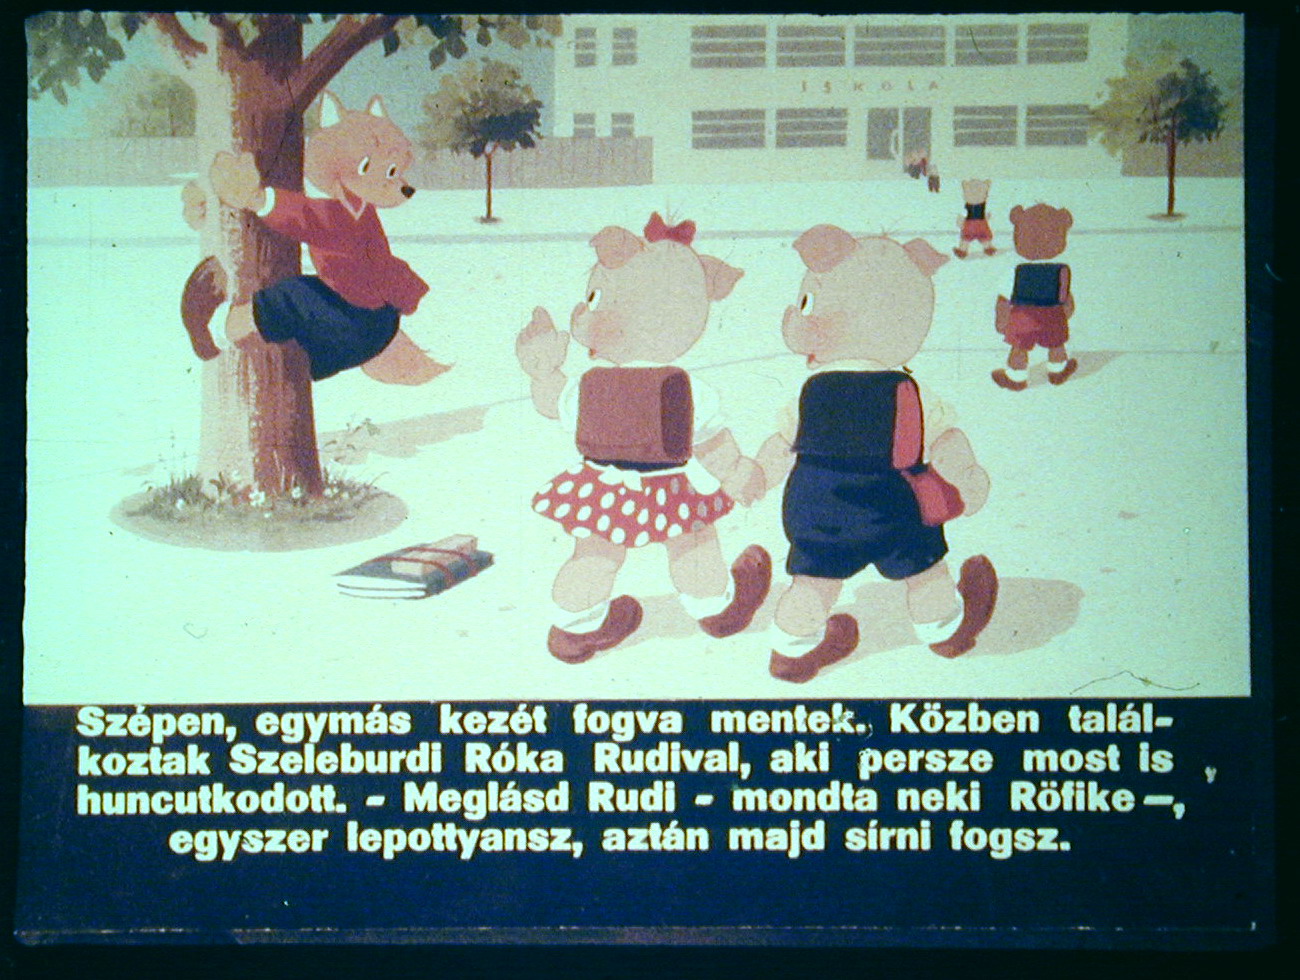 ISKOLA
Szépen, egymás kezét fogva mentek. Közben talál-
koztak Szeleburdi Róka Rudival, aki persze most is
huncutkodott. - Meglásd Rudi - mondta neki Röfike -,
egyszer lepottyansz, aztán majd sírni fogsz.